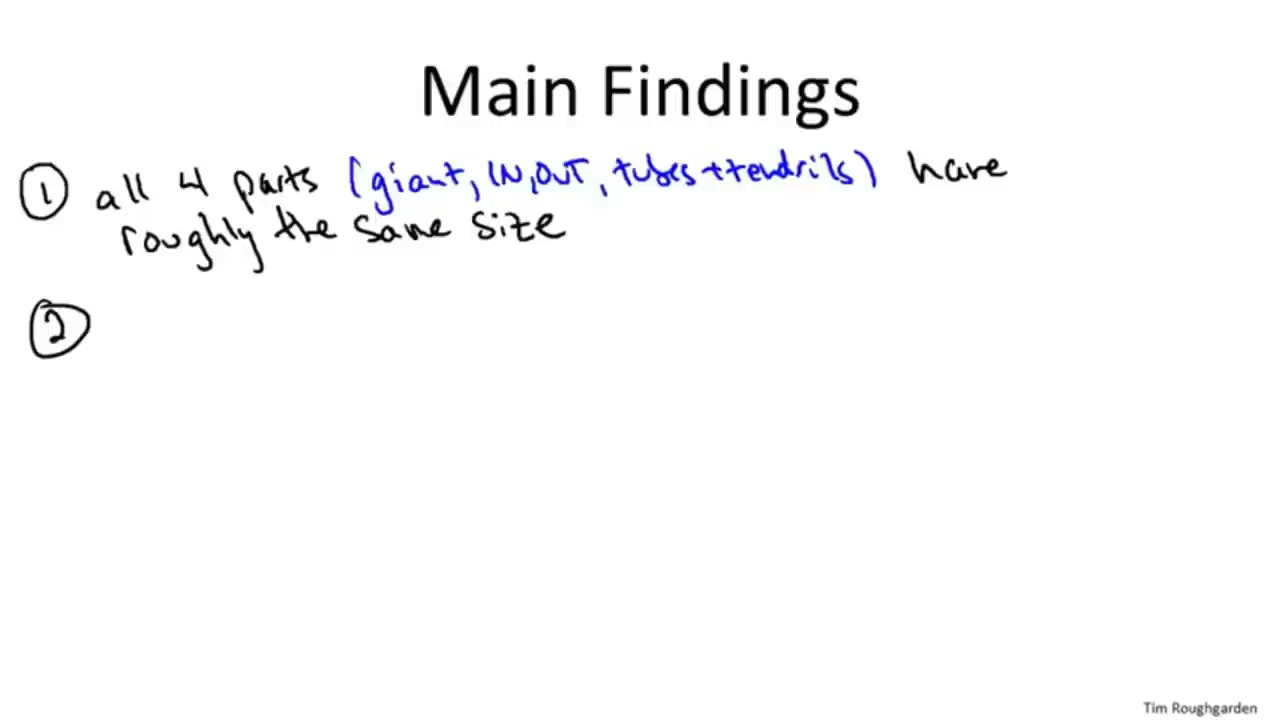 Main Findings
① all 4 parts (giant, IN, OUT, tubes + tendrils) have
roughly the same size
②
Tim Roughgarden